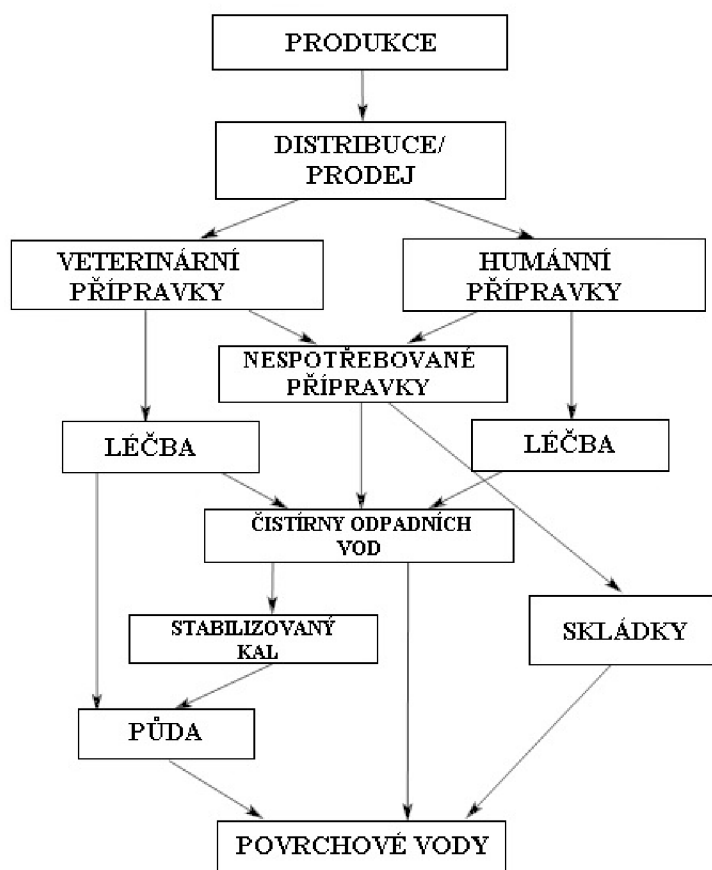 PRODUKCE
DISTRIBUCE/
PRODEJ
VETERINÁRNÍ
PŘÍPRAVKY
HUMÁNNÍ
PŘÍPRAVKY
NESPOTŘEBOVANÉ
PŘÍPRAVKY
LÉČBA
LÉČBA
ČISTÍRNY ODPADNÍCH
VOD
STABILIZOVANÝ
KAL
SKLÁDKY
PŮDA
POVRCHOVÉ VODY